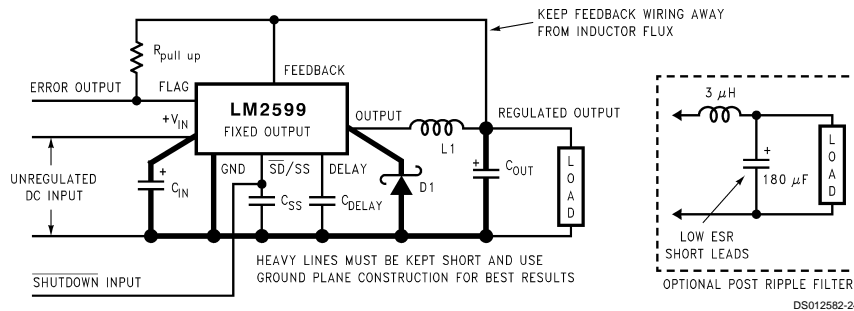 KEEP FEEDBACK WIRING AWAY
FROM INDUCTOR FLUX
Rpull up
FEEDBACK
ERROR OUTPUT
FLAG
LM2599
FIXED OUTPUT
+VIN
OUTPUT
L1
REGULATED OUTPUT
UNREGULATED
DC INPUT
+
CIN
GND
SD/SS
DELAY
CSS
CDELAY
D1
+
COUT
LOAD
HEAVY LINES MUST BE KEPT SHORT AND USE
GROUND PLANE CONSTRUCTION FOR BEST RESULTS
SHUTDOWN INPUT
3 μH
+
180 μF
LOAD
LOW ESR
SHORT LEADS
OPTIONAL POST RIPPLE FILTER
DS012582-2